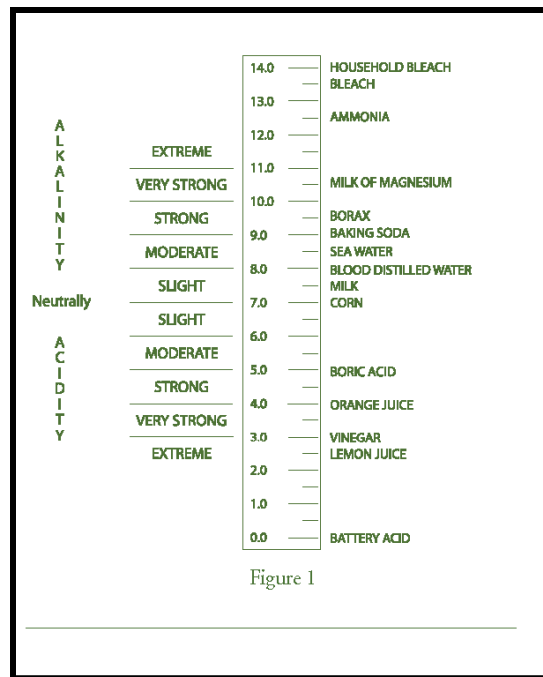 14.0 HOUSEHOLD BLEACH
BLEACH
13.0
AMMONIA
12.0
EXTREME
11.0
VERY STRONG
MILK OF MAGNESIUM
10.0
STRONG
BORAX
9.0 BAKING SODA
MODERATE
SEA WATER
8.0 BLOOD DISTILLED WATER
SLIGHT
MILK
7.0 CORN
SLIGHT
6.0
MODERATE
5.0 BORIC ACID
STRONG
4.0 ORANGE JUICE
VERY STRONG
3.0 VINEGAR
EXTREME
LEMON JUICE
2.0
1.0
0.0 BATTERY ACID
ALKALINITY
Neutrally
ACIDITY
Figure 1